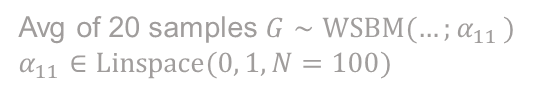 Avg of 20 samples G ~ WSBM(...; α₁₁ )
α₁₁ ∈ Linspace(0, 1, N = 100)